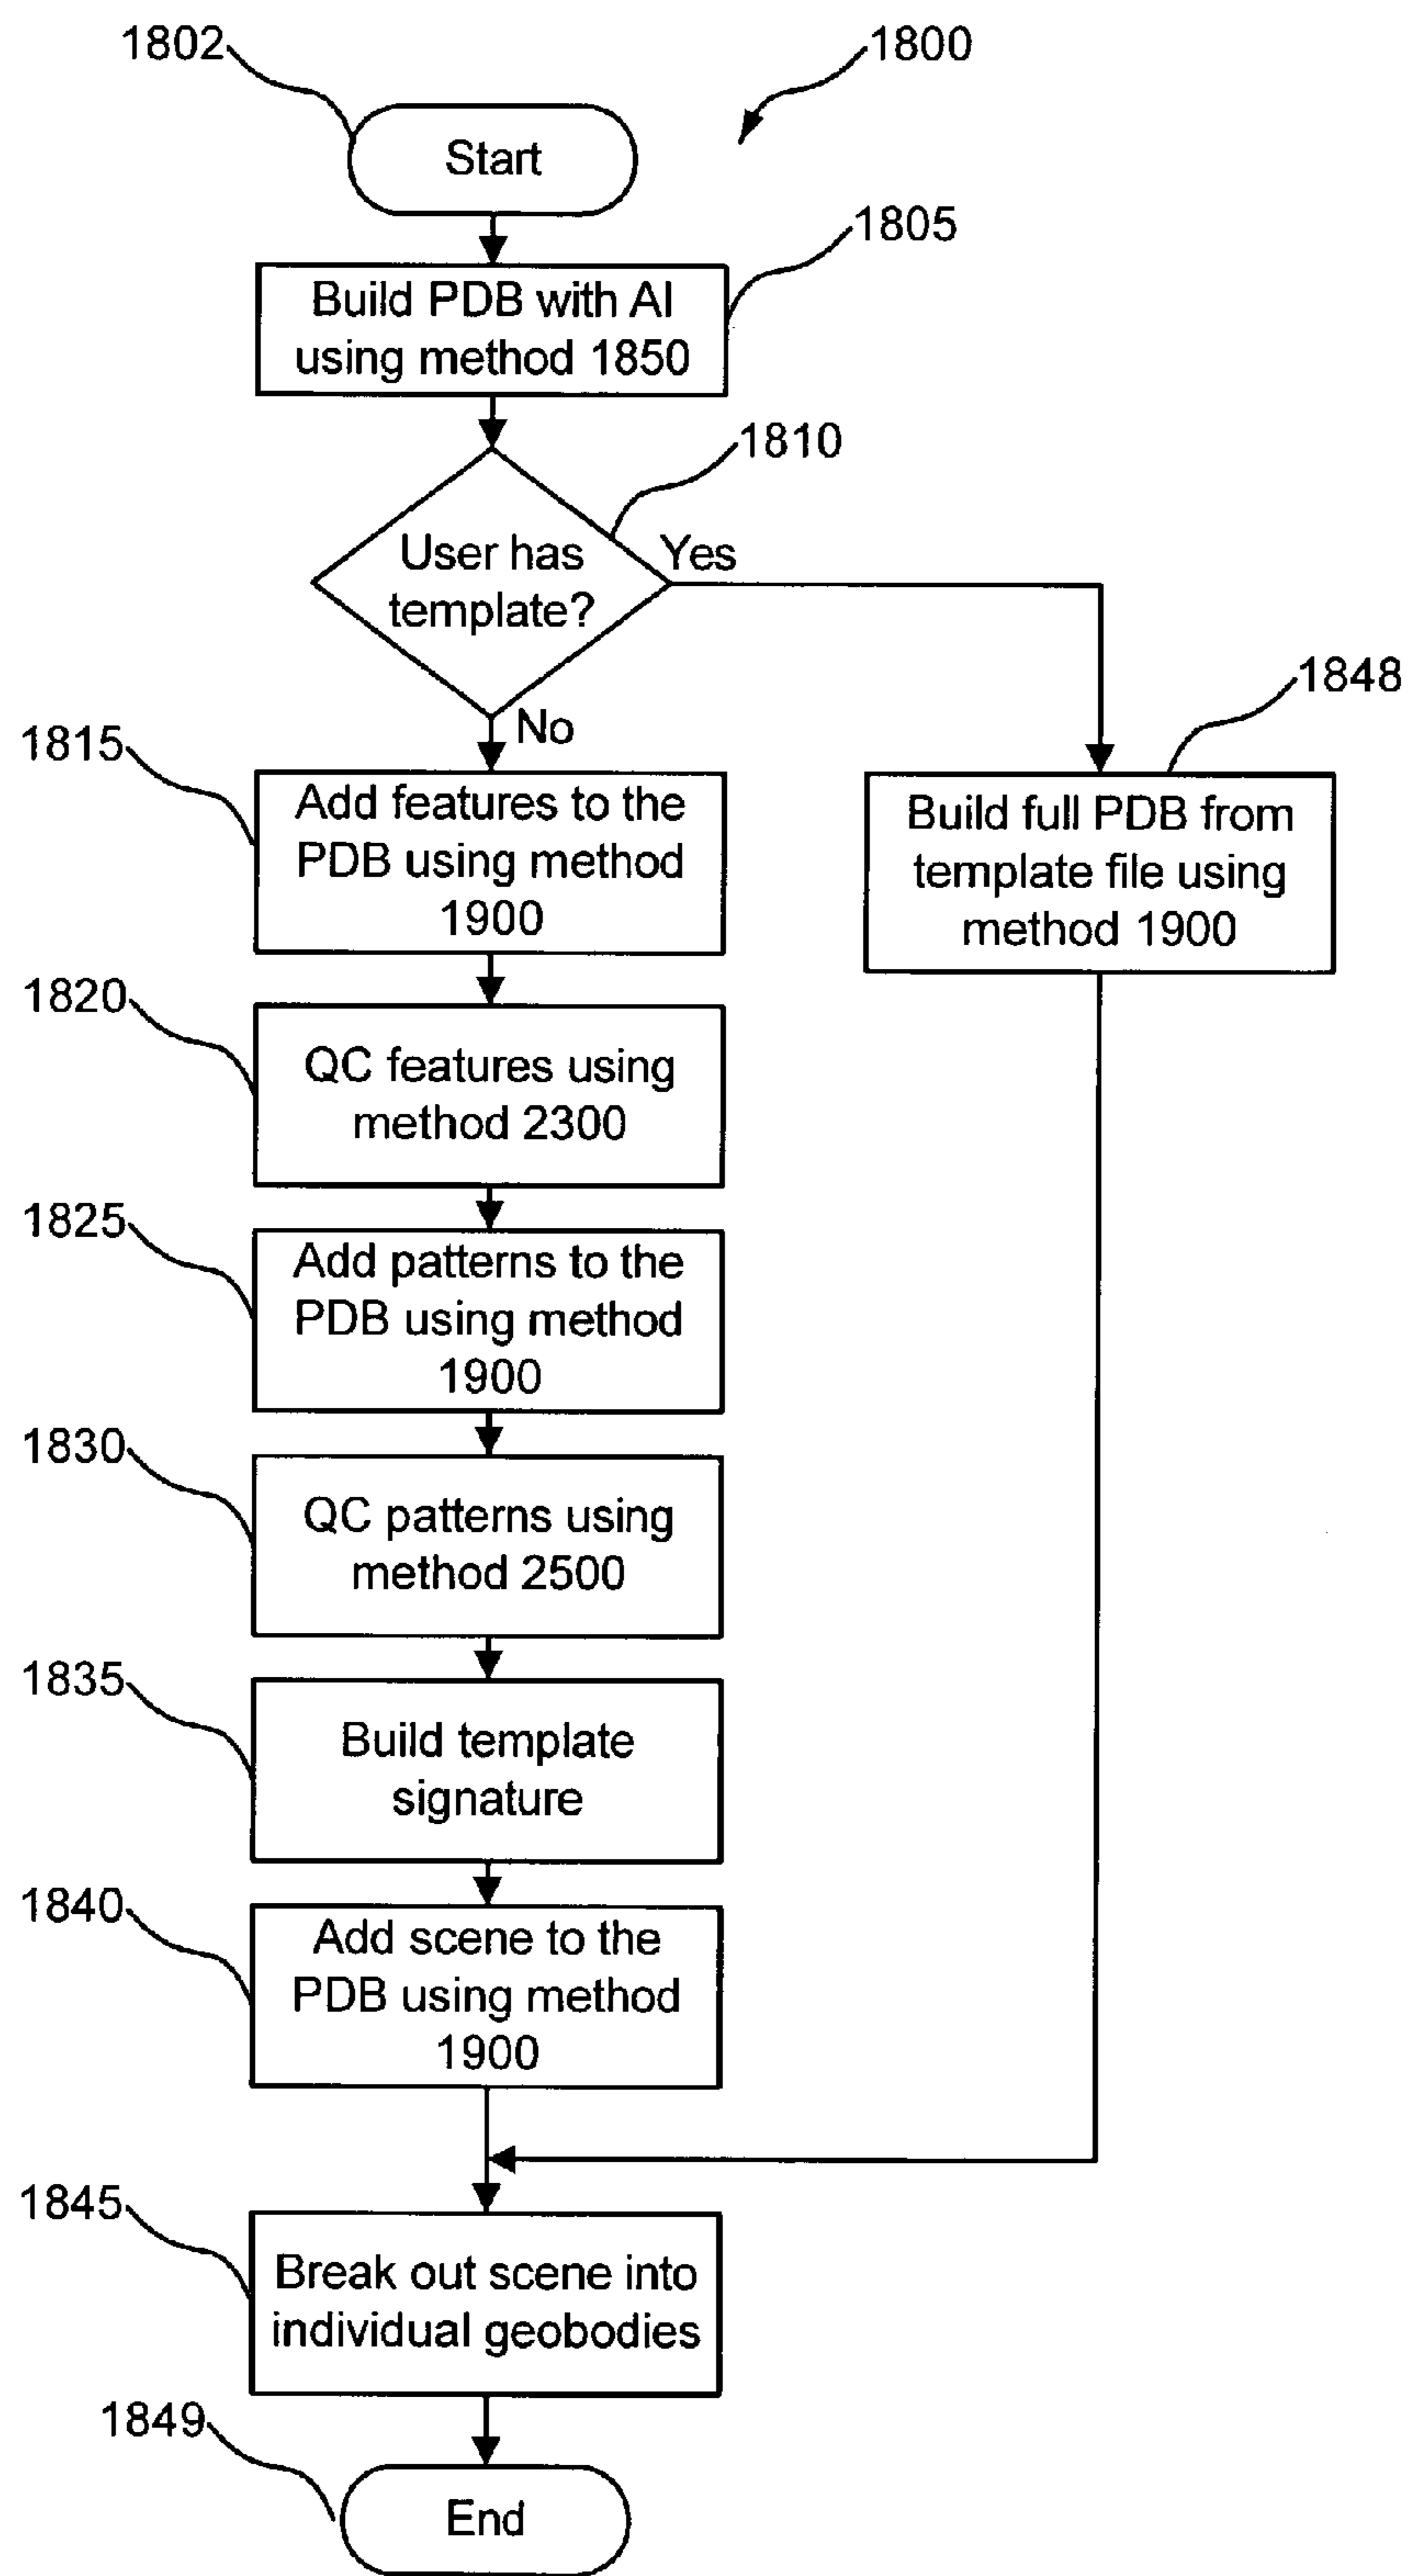 1802
1800
Start
1805
Build PDB with AI
using method 1850
1810
User has
template?
Yes
No
1848
1815
Add features to the
PDB using method
1900
Build full PDB from
template file using
method 1900
1820
QC features using
method 2300
1825
Add patterns to the
PDB using method
1900
1830
QC patterns using
method 2500
1835
Build template
signature
1840
Add scene to the
PDB using method
1900
1845
Break out scene into
individual geobodies
1849
End